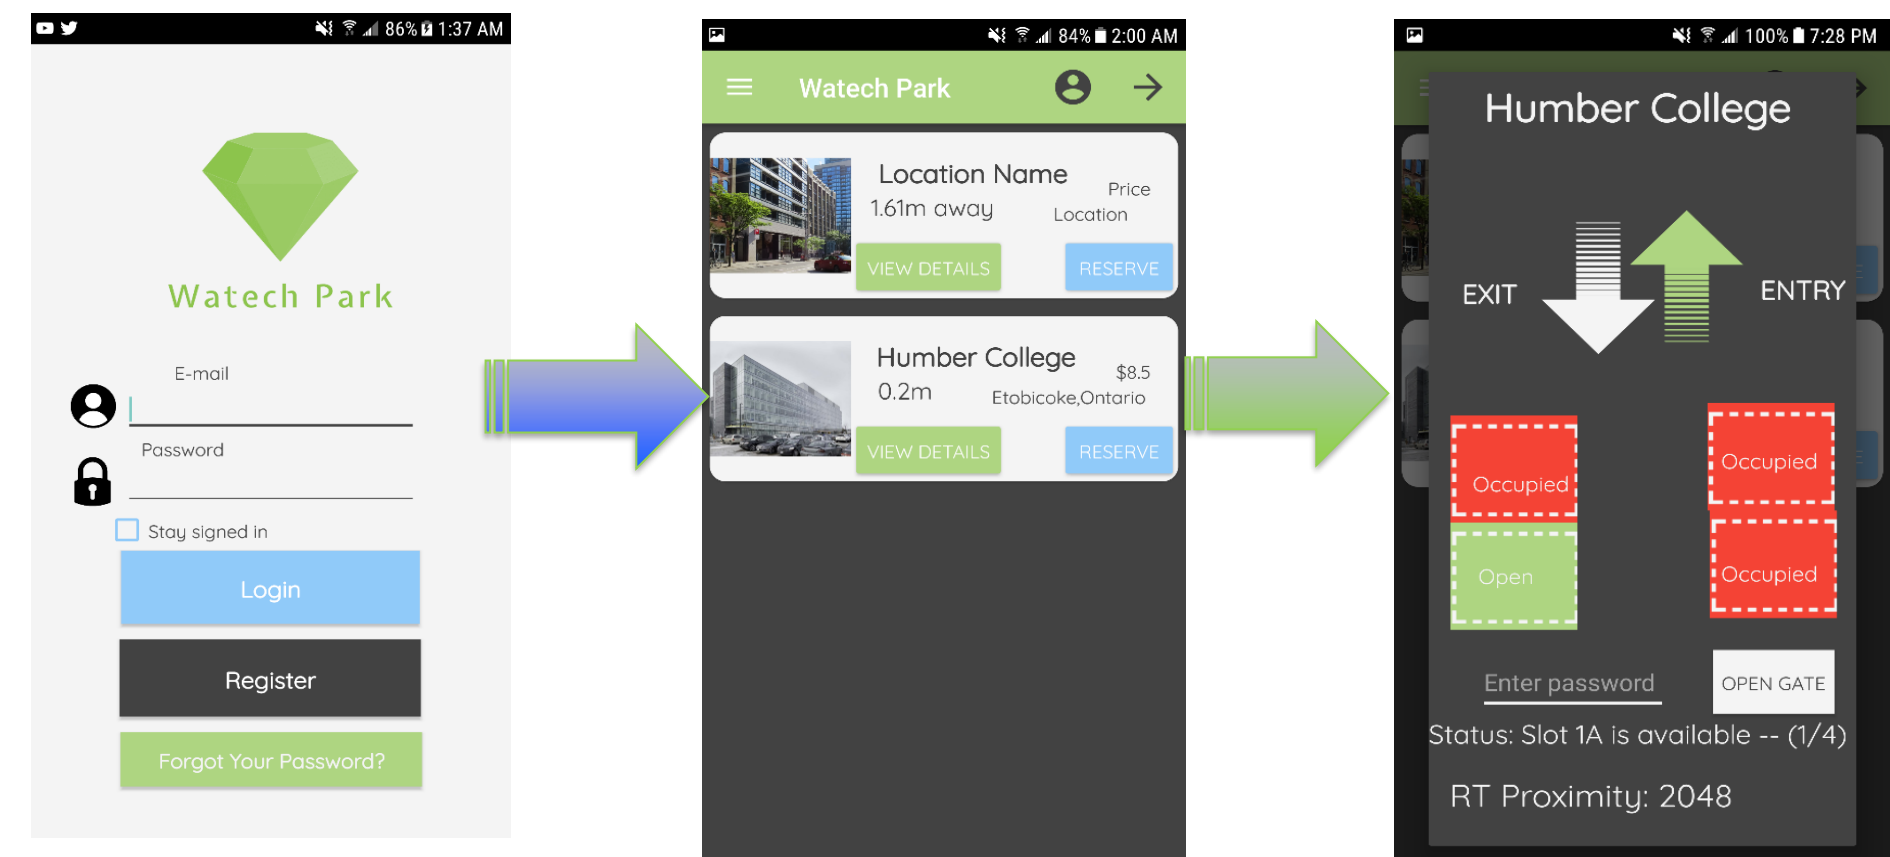 86% 1:37 AM
Watech Park
E-mail
Password
Stay signed in
Login
Register
Forgot Your Password?
84% 2:00 AM
Watech Park
Location Name
Price
1.61m away
Location
VIEW DETAILS
RESERVE
Humber College
$8.5
0.2m
Etobicoke,Ontario
VIEW DETAILS
RESERVE
100% 7:28 PM
Humber College
EXIT
ENTRY
Occupied
Occupied
Open
Occupied
Enter password
OPEN GATE
Status: Slot 1A is available -- (1/4)
RT Proximity: 2048